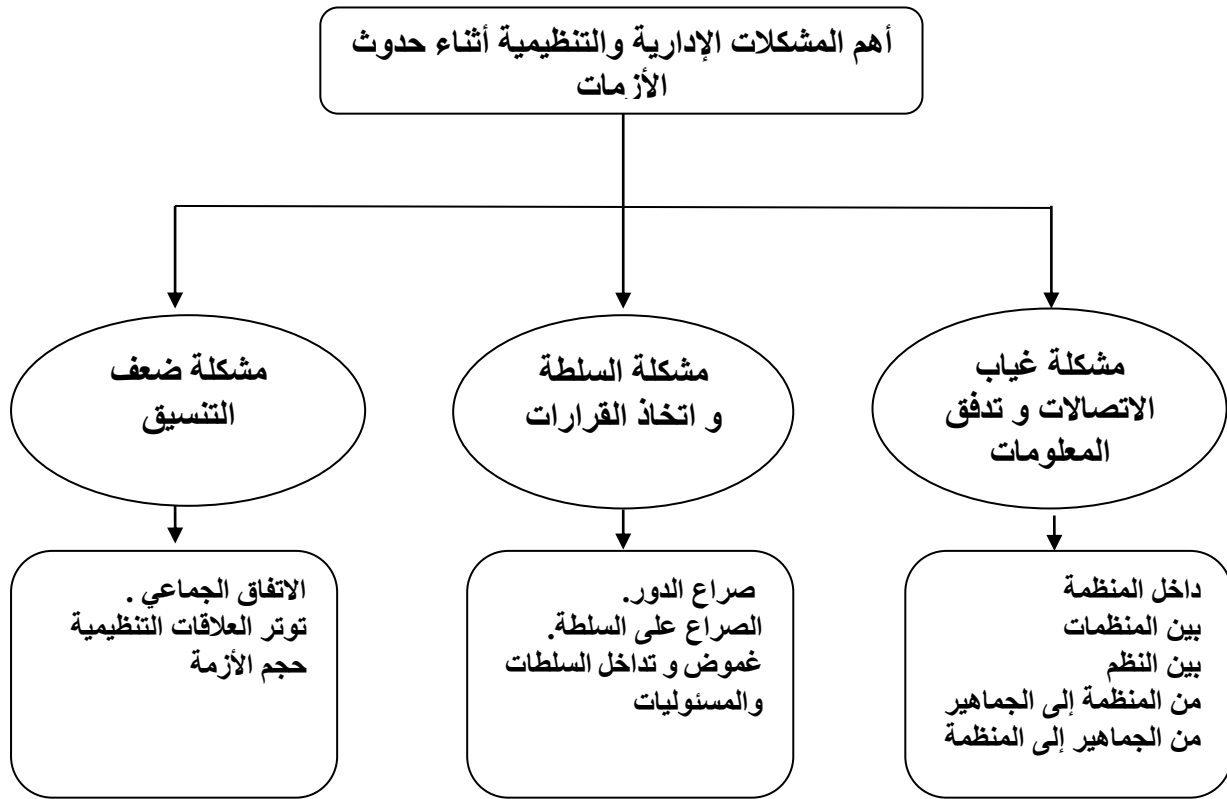 أهم المشكلات الإدارية والتنظيمية أثناء حدوث
الأزمات
مشكلة غياب
الاتصالات و تدفق
المعلومات
مشكلة السلطة
و اتخاذ القرارات
مشكلة ضعف
التنسيق
داخل المنظمة
بين المنظمات
بين النظم
من المنظمة إلى الجماهير
من الجماهير إلى المنظمة
صراع الدور.
الصراع على السلطة.
غموض و تداخل السلطات
والمسئوليات
الاتفاق الجماعي .
توتر العلاقات التنظيمية
حجم الأزمة